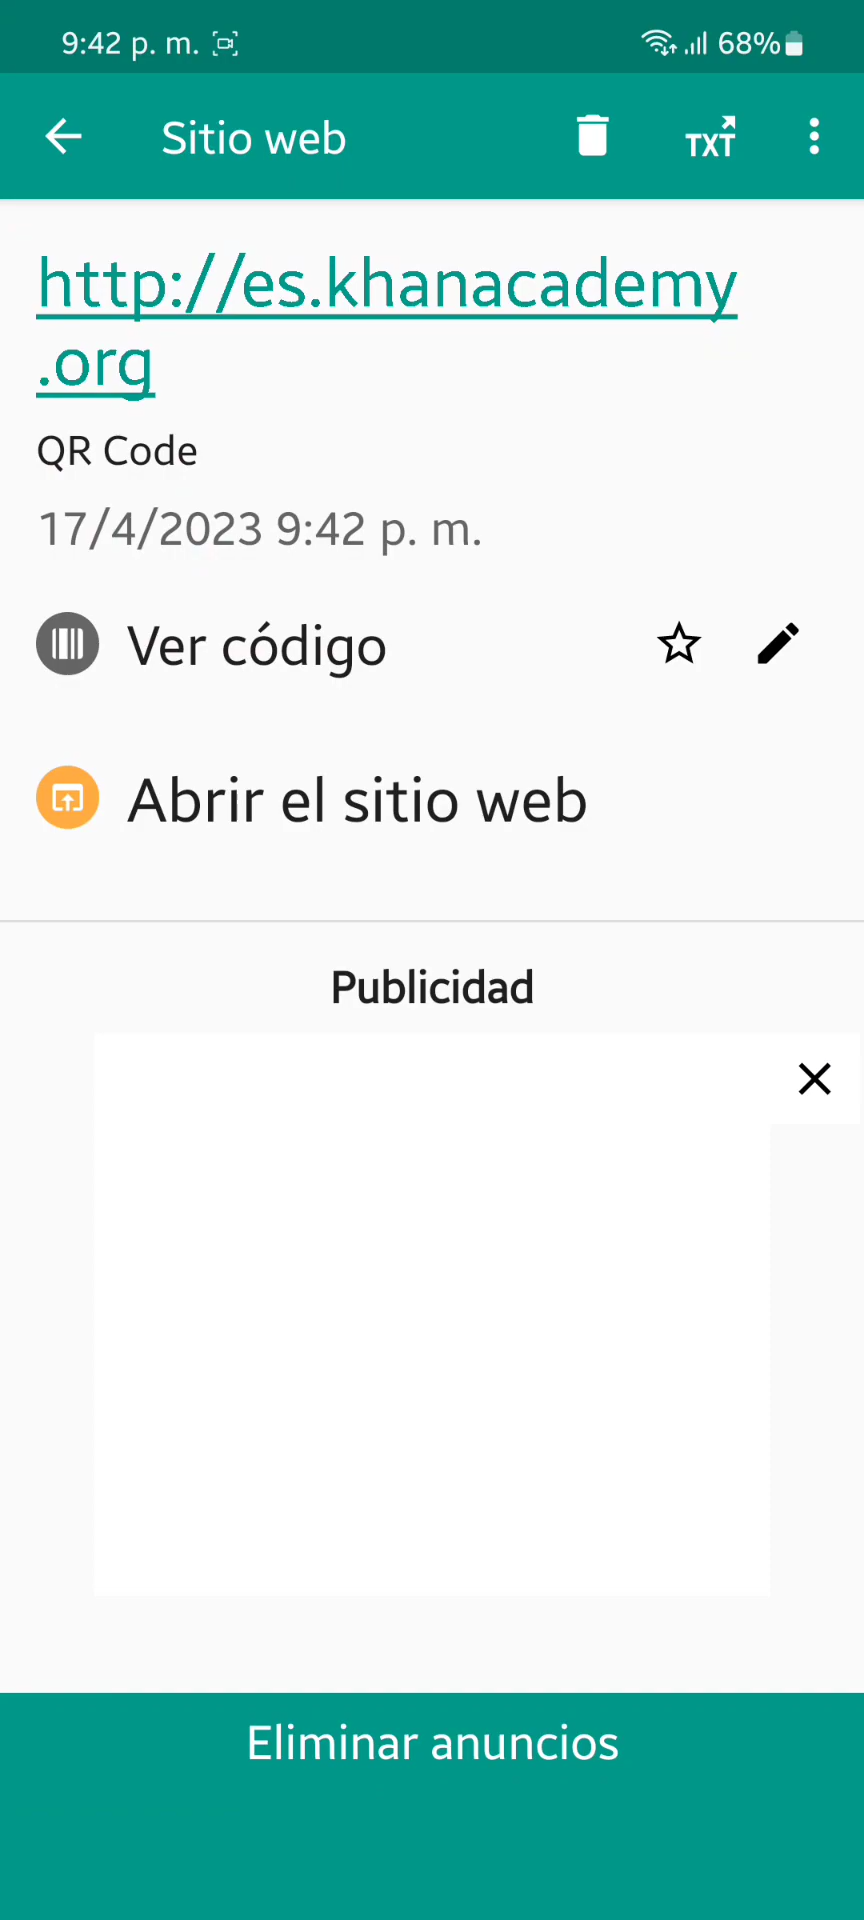 9:42 p. m. 68%
Sitio web TXT
http://es.khanacademy
.org
QR Code
17/4/2023 9:42 p. m.
Ver código
Abrir el sitio web
Publicidad
Eliminar anuncios